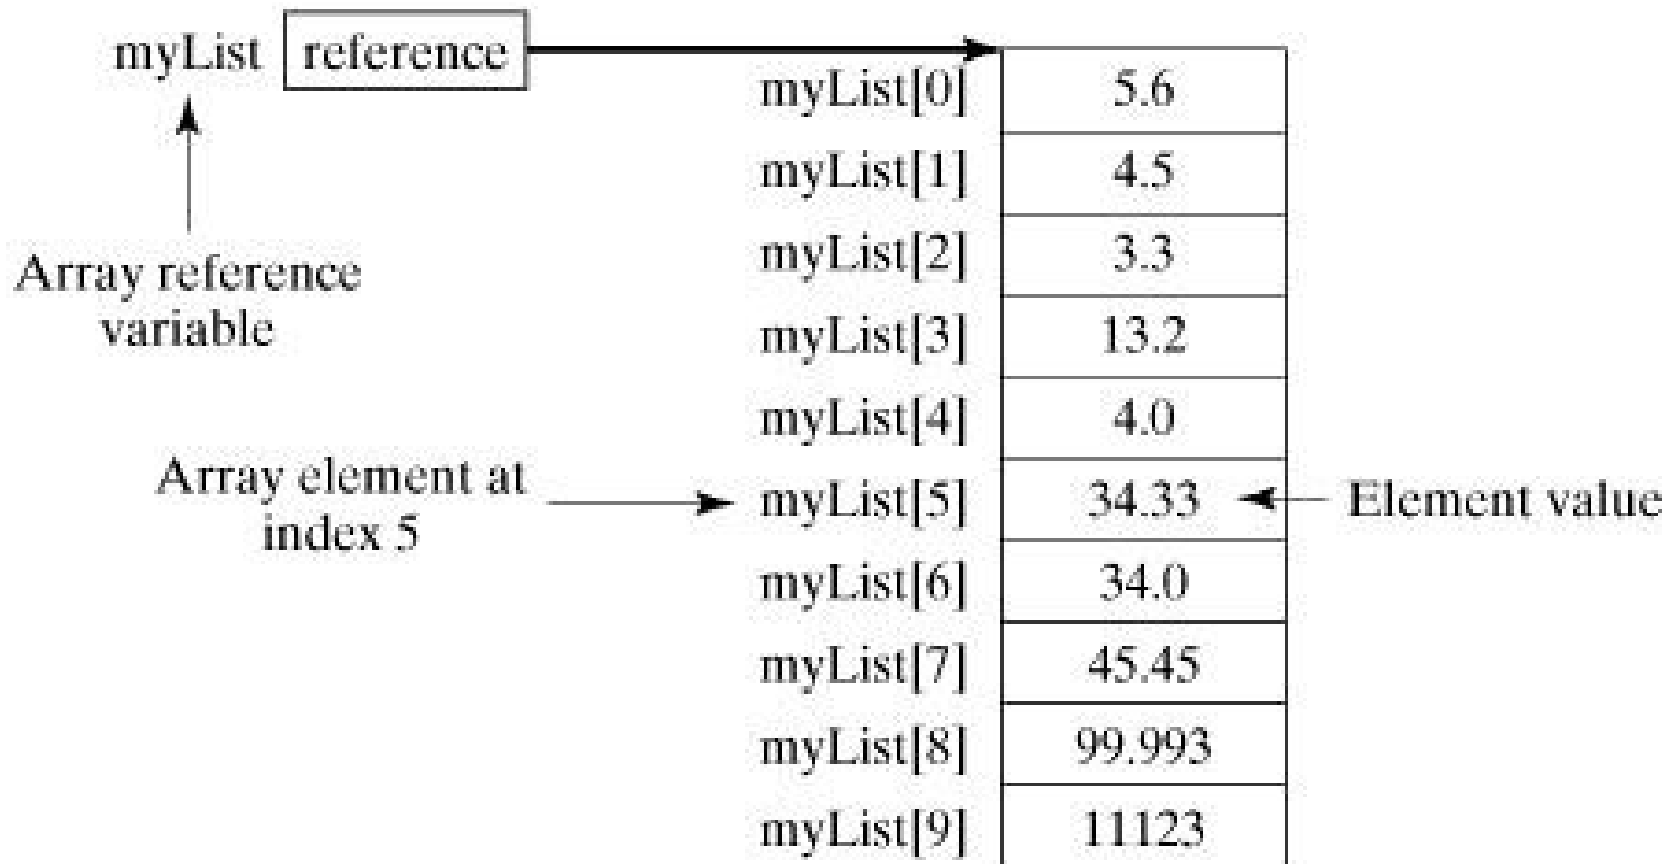 myList reference
myList[0] 5.6
myList[1] 4.5
myList[2] 3.3
Array reference
variable
myList[3] 13.2
myList[4] 4.0
Array element at
index 5
myList[5] 34.33 Element value
myList[6] 34.0
myList[7] 45.45
myList[8] 99.993
myList[9] 11123